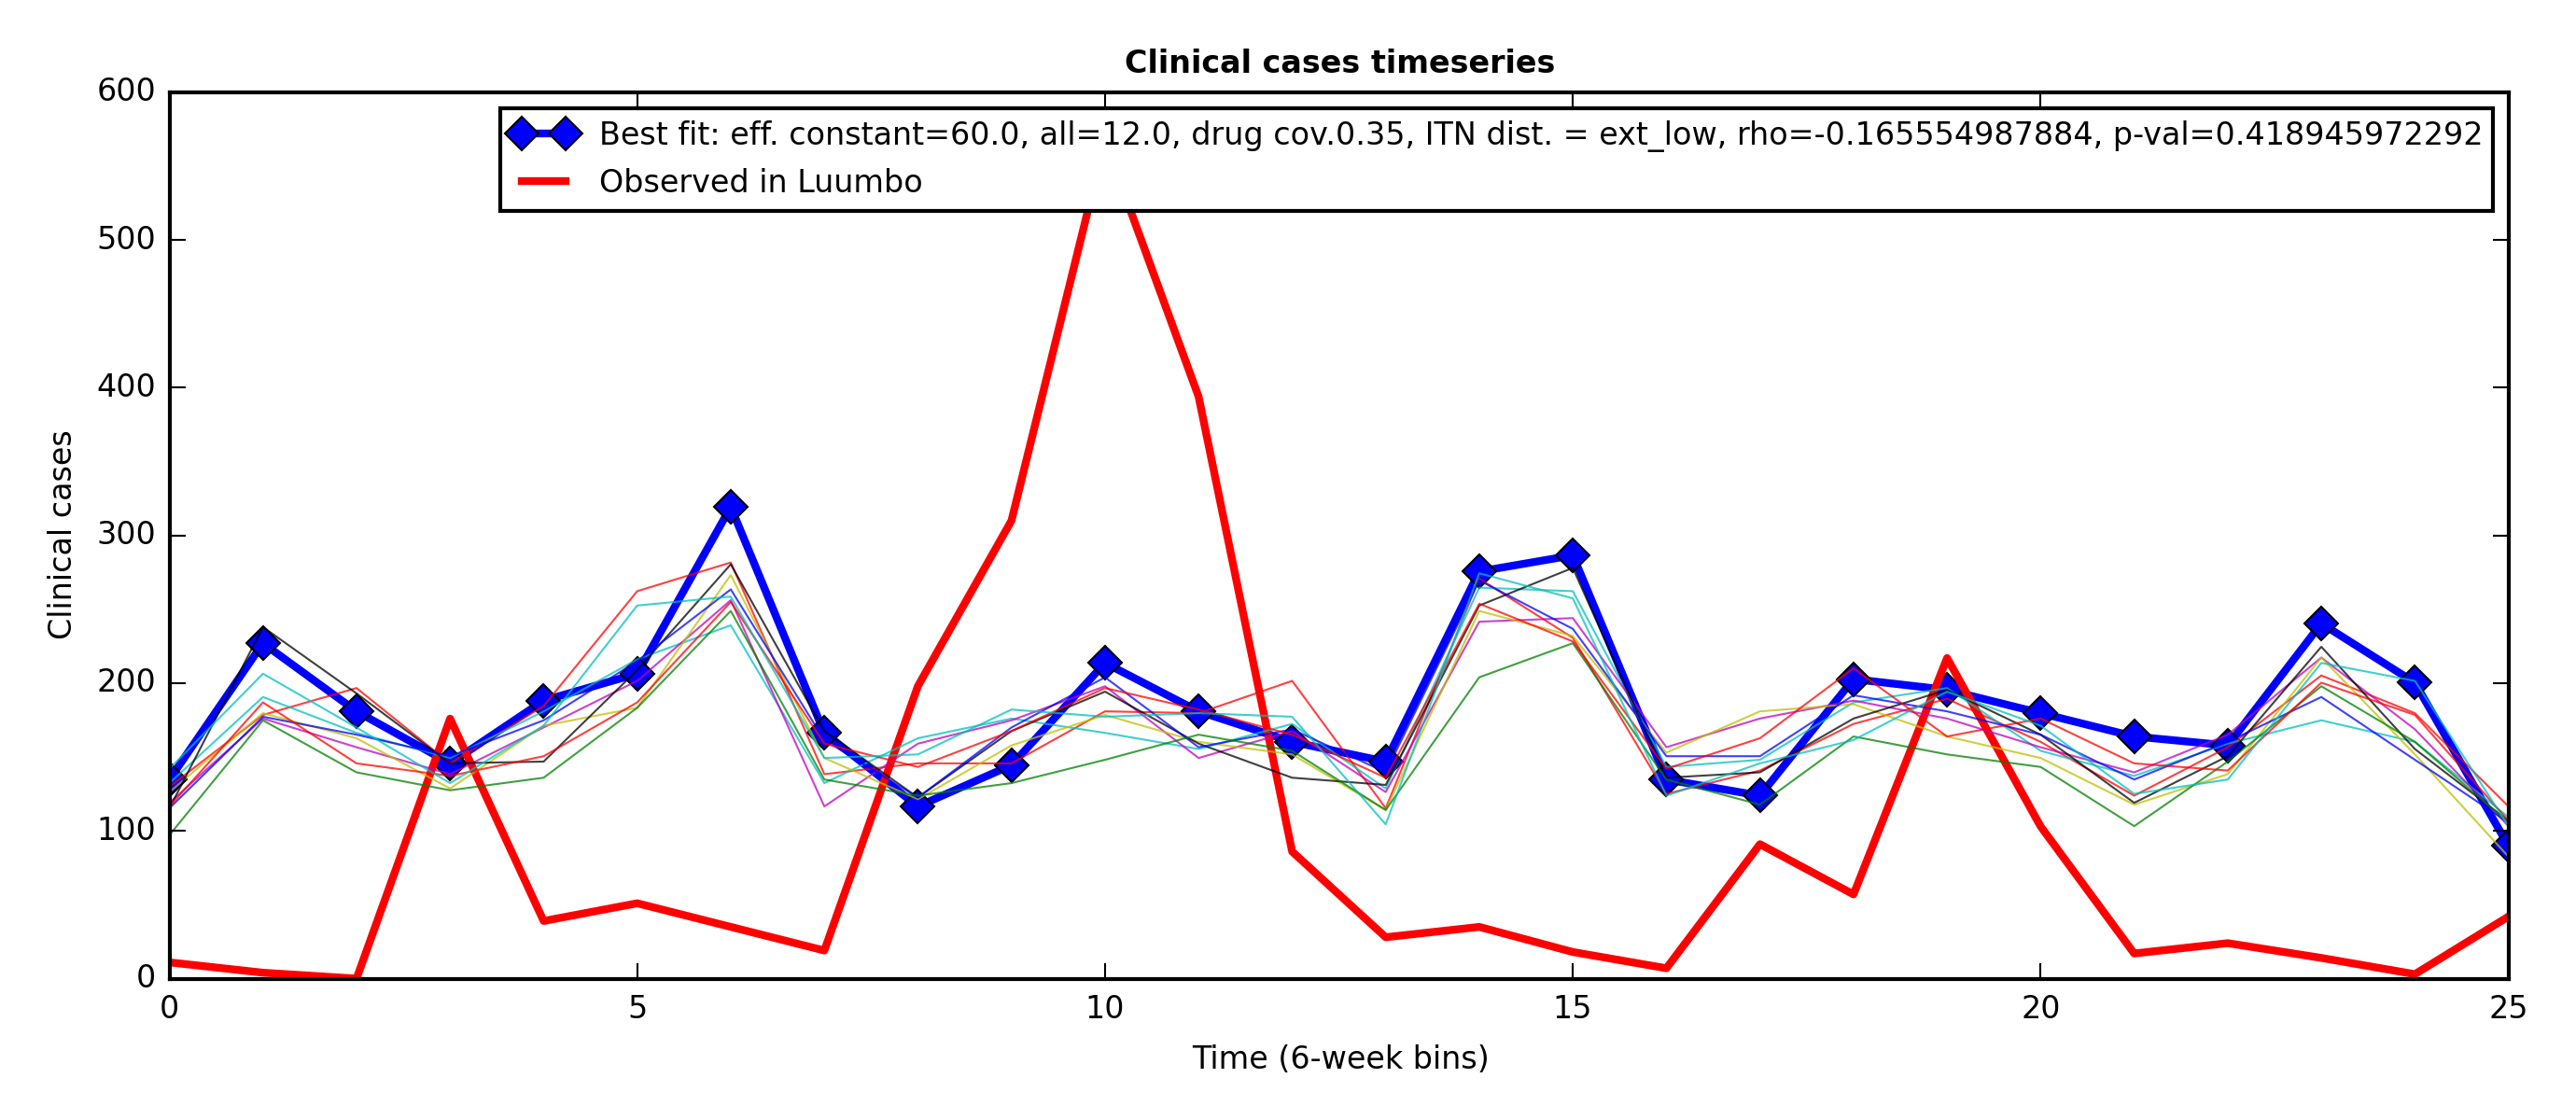 Clinical cases timeseries
600
Best fit: eff. constant=60.0, all=12.0, drug cov.0.35, ITN dist. = ext_low, rho=-0.165554987884, p-val=0.418945972292
Observed in Luumbo
500
400
300
200
100
0
Clinical cases
0 5 10 15 20 25
Time (6-week bins)